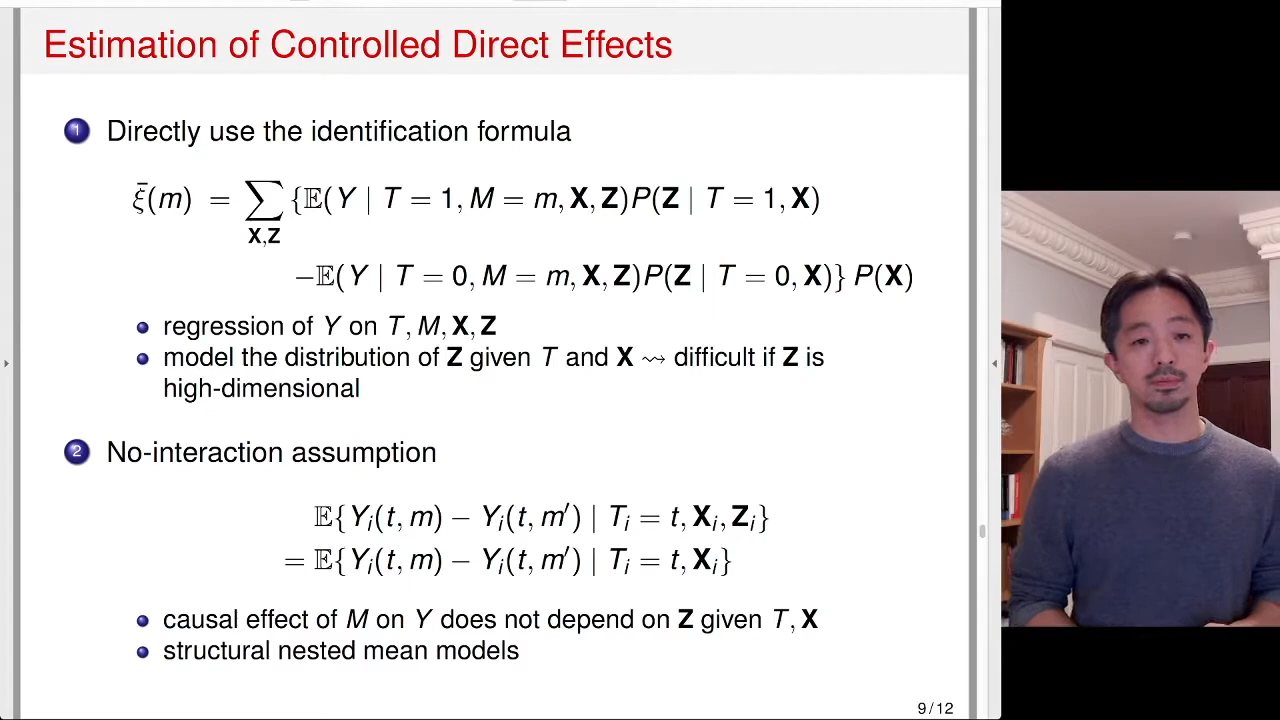 Estimation of Controlled Direct Effects
1 Directly use the identification formula
ξ̄(m) = ∑_{X,Z} {𝔼(Y | T = 1, M = m, X, Z)P(Z | T = 1, X)
−𝔼(Y | T = 0, M = m, X, Z)P(Z | T = 0, X)} P(X)
regression of Y on T, M, X, Z
model the distribution of Z given T and X ⇝ difficult if Z is
high-dimensional
2 No-interaction assumption
𝔼{Y_i(t, m) − Y_i(t, m′) | T_i = t, X_i, Z_i}
= 𝔼{Y_i(t, m) − Y_i(t, m′) | T_i = t, X_i}
causal effect of M on Y does not depend on Z given T, X
structural nested mean models
9 / 12